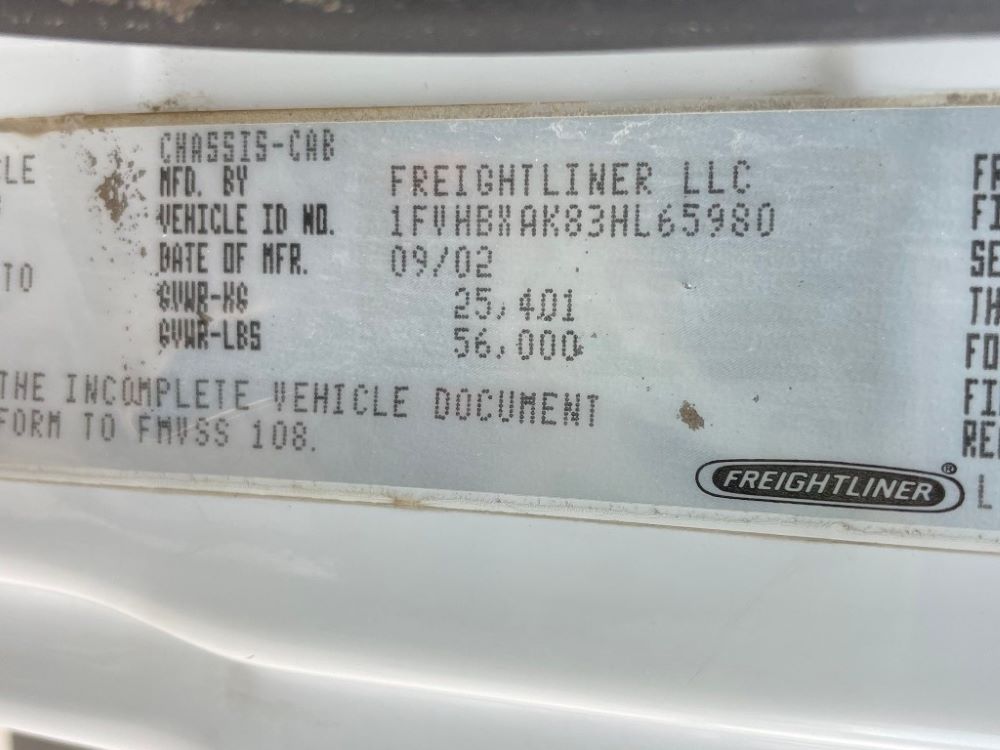 CHASSIS-CAB
MFD. BY FREIGHTLINER LLC
VEHICLE ID NO. 1FVHBXAK83HL65980
DATE OF MFR. 09/02
GVWR-KG 25,401
GVWR-LBS 56,000
TO
THE INCOMPLETE VEHICLE DOCUMENT
FORM TO FMVSS 108.
FREIGHTLINER®